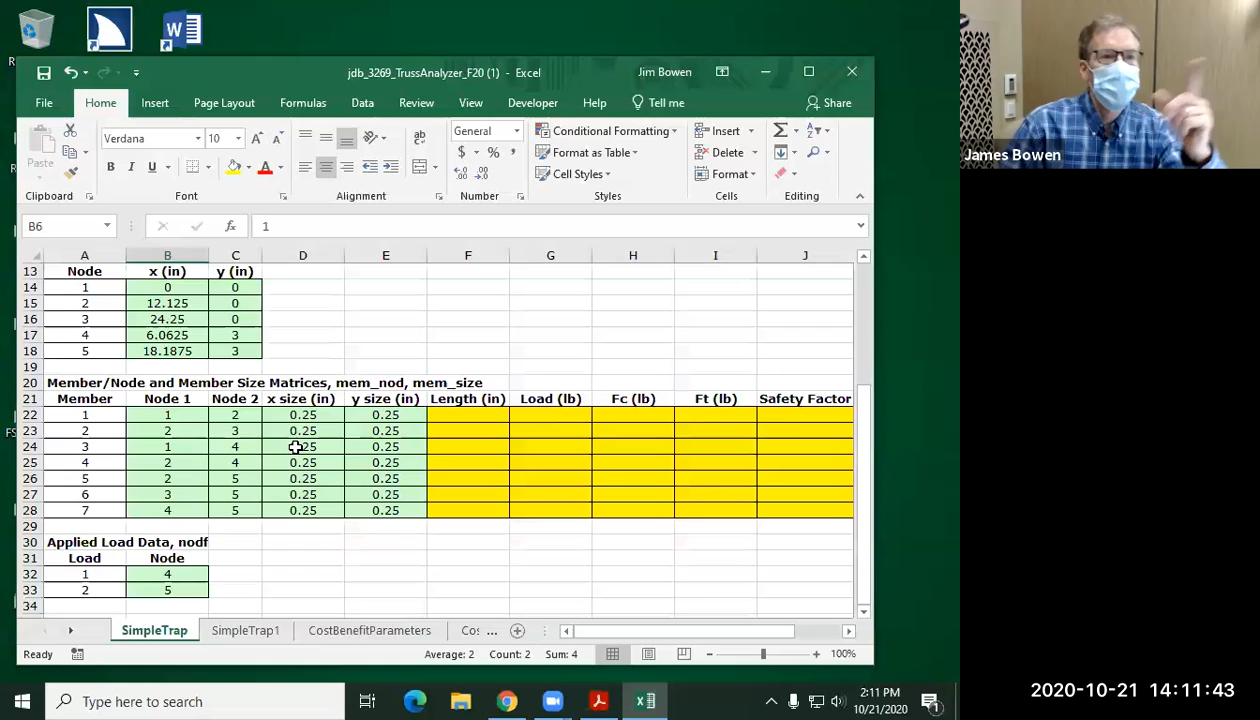 jdb_3269_TrussAnalyzer_F20 (1) - Excel
Jim Bowen
File Home Insert Page Layout Formulas Data Review View Developer Help Tell me Share
Paste
Verdana 10
General
Conditional Formatting
Format as Table
Cell Styles
Insert
Delete
Format
Clipboard Font Alignment Number Styles Cells Editing
B6 fx 1
A B C D E F G H I J
13 Node x (in) y (in)
14 1 0 0
15 2 12.125 0
16 3 24.25 0
17 4 6.0625 3
18 5 18.1875 3
19
20 Member/Node and Member Size Matrices, mem_nod, mem_size
21 Member Node 1 Node 2 x size (in) y size (in) Length (in) Load (lb) Fc (lb) Ft (lb) Safety Factor
22 1 1 2 0.25 0.25
23 2 2 3 0.25 0.25
24 3 1 4 0.25 0.25
25 4 2 4 0.25 0.25
26 5 2 5 0.25 0.25
27 6 3 5 0.25 0.25
28 7 4 5 0.25 0.25
29
30 Applied Load Data, nodf
31 Load Node
32 1 4
33 2 5
34
SimpleTrap SimpleTrap1 CostBenefitParameters Co: ...
Ready Average: 2 Count: 2 Sum: 4 100%
Type here to search
2:11 PM
10/21/2020
1
James Bowen
2020-10-21 14:11:43